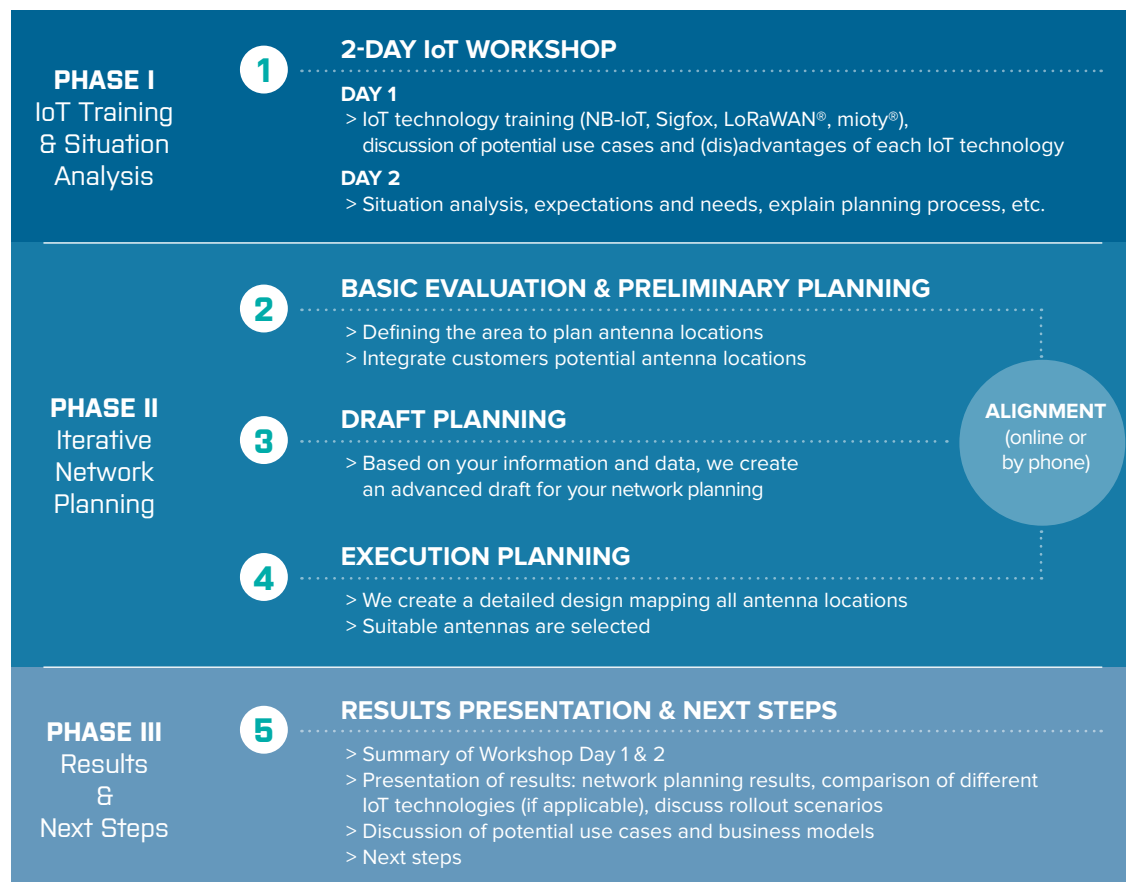 PHASE I
IoT Training
& Situation
Analysis
1
2-DAY IoT WORKSHOP
DAY 1
> IoT technology training (NB-IoT, Sigfox, LoRaWAN®, mioty®),
discussion of potential use cases and (dis)advantages of each IoT technology
DAY 2
> Situation analysis, expectations and needs, explain planning process, etc.
PHASE II
Iterative
Network
Planning
2
BASIC EVALUATION & PRELIMINARY PLANNING
> Defining the area to plan antenna locations
> Integrate customers potential antenna locations
3
DRAFT PLANNING
> Based on your information and data, we create
an advanced draft for your network planning
4
EXECUTION PLANNING
> We create a detailed design mapping all antenna locations
> Suitable antennas are selected
ALIGNMENT
(online or
by phone)
PHASE III
Results
&
Next Steps
5
RESULTS PRESENTATION & NEXT STEPS
> Summary of Workshop Day 1 & 2
> Presentation of results: network planning results, comparison of different
IoT technologies (if applicable), discuss rollout scenarios
> Discussion of potential use cases and business models
> Next steps